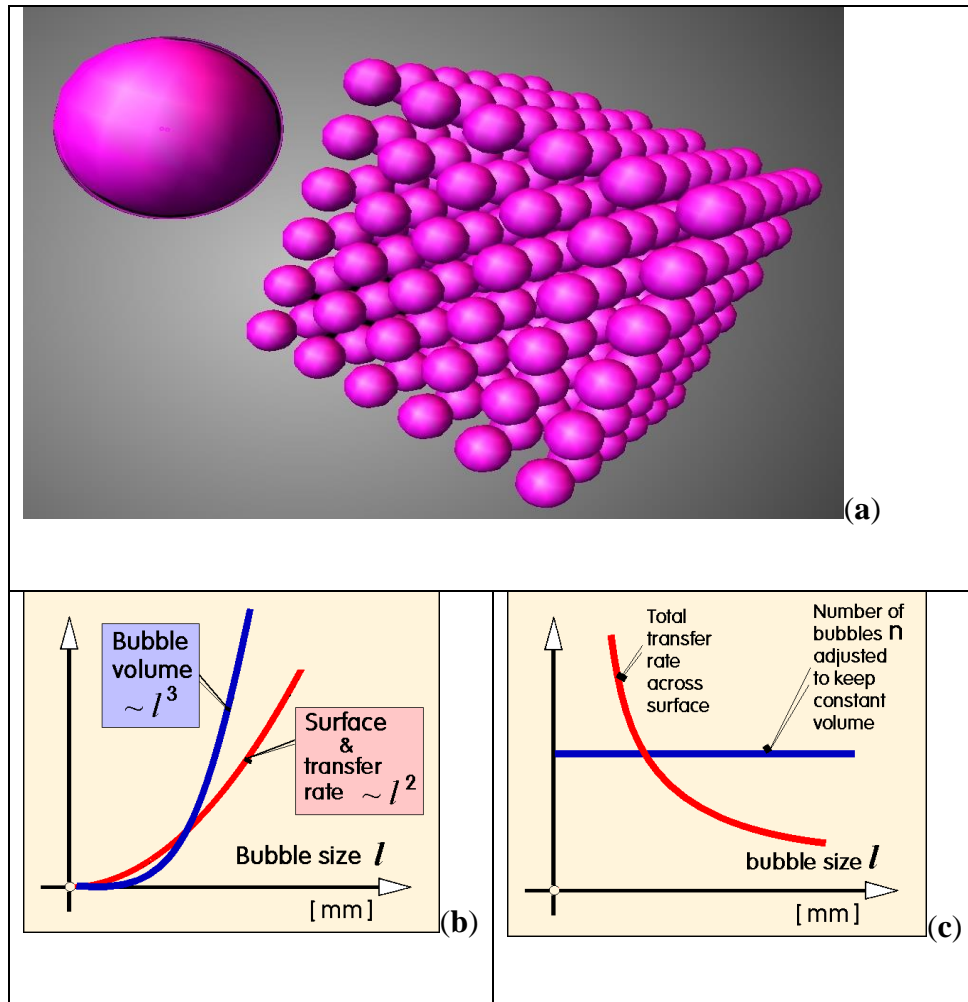 (a)
Bubble
volume
~ l³
Surface
&
transfer
rate ~ l²
Bubble size l
[ mm ]
(b)
Total
transfer
rate
across
surface
Number of
bubbles n
adjusted
to keep
constant
volume
bubble size l
[ mm ]
(c)